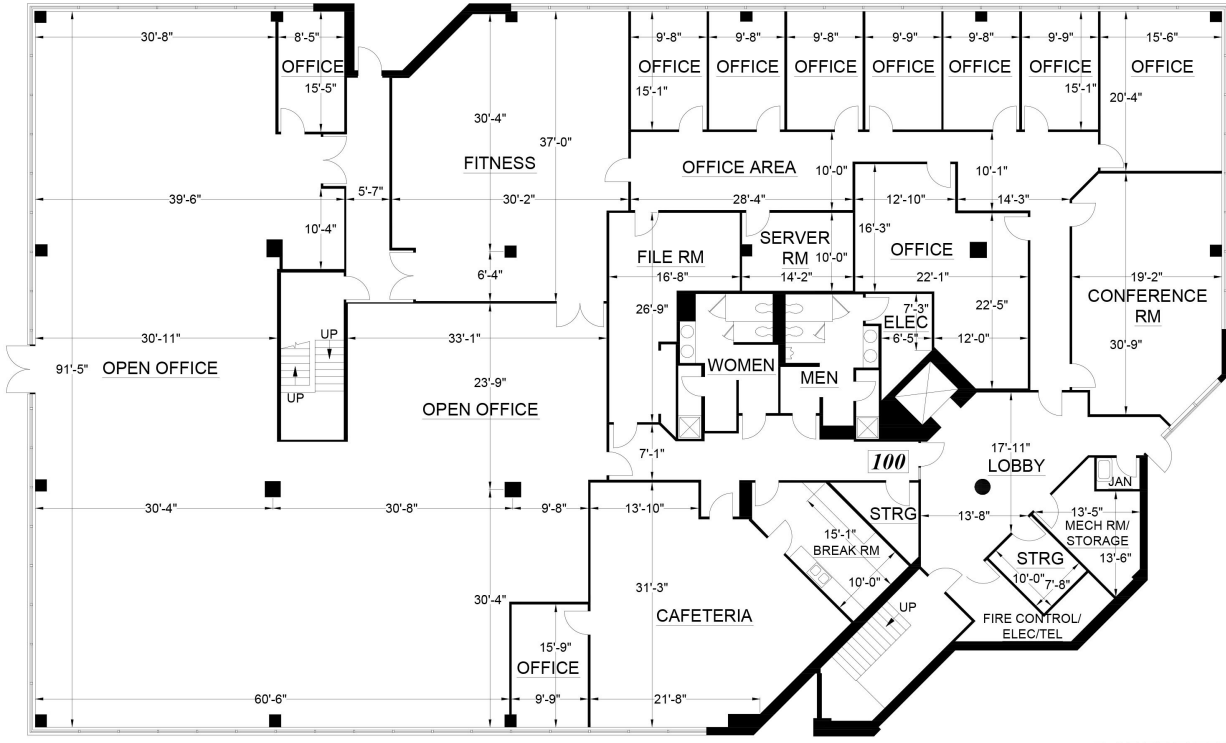 30'-8"
8'-5"
OFFICE
15'-5"
9'-8"
9'-8"
9'-8"
9'-9"
9'-8"
9'-9"
15'-6"
OFFICE
OFFICE
OFFICE
OFFICE
OFFICE
OFFICE
OFFICE
15'-1"
15'-1"
20'-4"
30'-4"
37'-0"
FITNESS
OFFICE AREA
10'-0"
10'-1"
39'-6"
5'-7"
30'-2"
28'-4"
12'-10"
14'-3"
10'-4"
16'-3"
FILE RM
SERVER
RM
10'-0"
OFFICE
6'-4"
16'-8"
14'-2"
22'-1"
19'-2"
CONFERENCE
RM
26'-9"
7'-3"
22'-5"
ELEC
6'-5"
12'-0"
30'-9"
30'-11"
UP
33'-1"
91'-5"
OPEN OFFICE
WOMEN
MEN
23'-9"
UP
OPEN OFFICE
7'-1"
100
17'-11"
LOBBY
JAN
30'-4"
30'-8"
9'-8"
13'-10"
STRG
13'-8"
13'-5"
MECH RM/
STORAGE
15'-1"
BREAK RM
13'-6"
STRG
10'-0"
10'-0"
7'-8"
31'-3"
30'-4"
UP
CAFETERIA
FIRE CONTROL/
ELEC/TEL
15'-9"
OFFICE
60'-6"
9'-9"
21'-8"